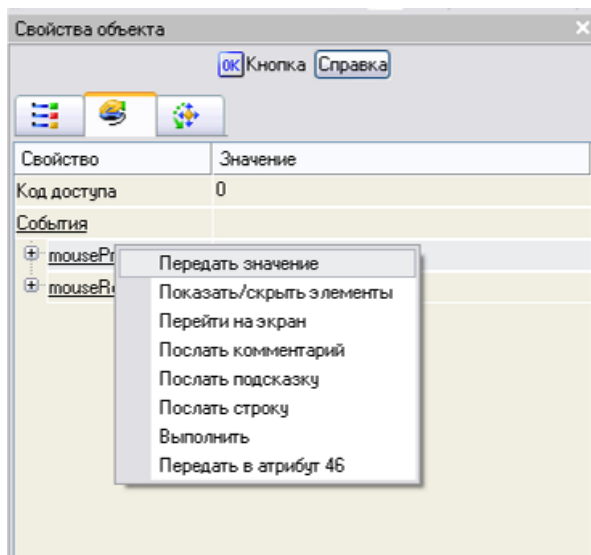 Свойства объекта
ок Кнопка Справка
Свойство Значение
Код доступа 0
События
Передать значение
Показать/скрыть элементы
Перейти на экран
Послать комментарий
Послать подсказку
Послать строку
Выполнить
Передать в атрибут 46